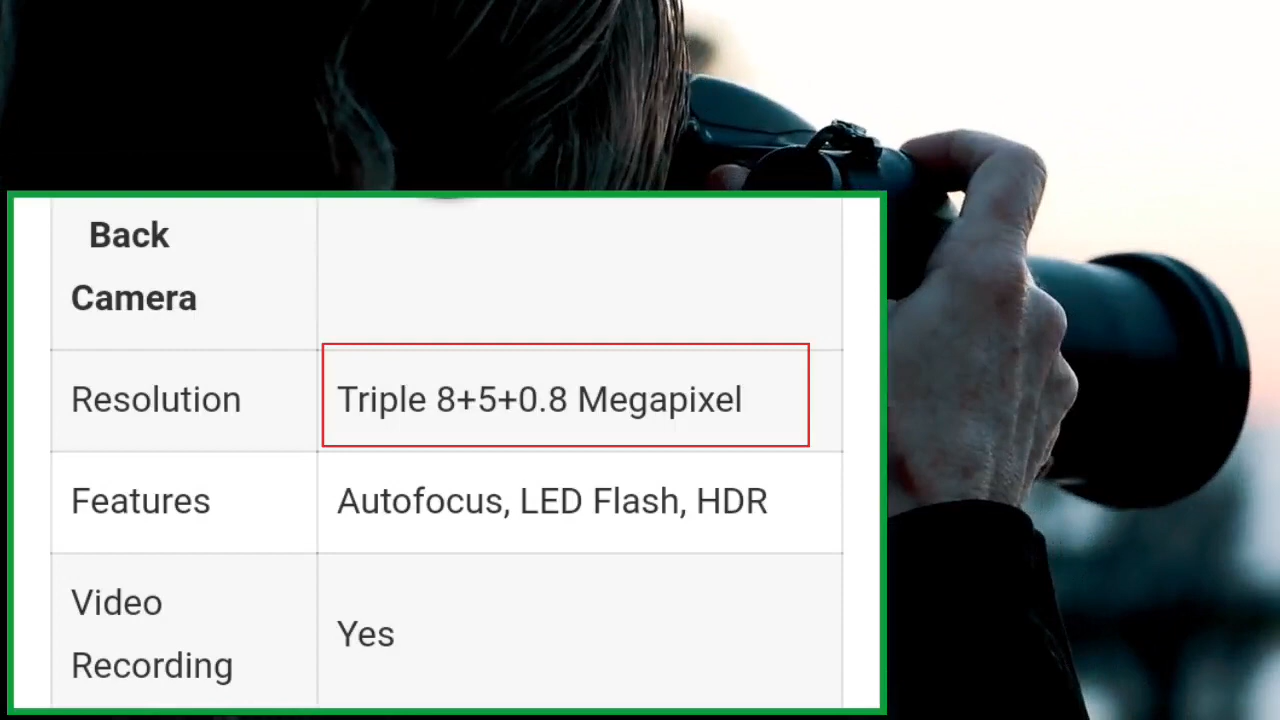 Back
Camera
Resolution
Triple 8+5+0.8 Megapixel
Features
Autofocus, LED Flash, HDR
Video
Recording
Yes